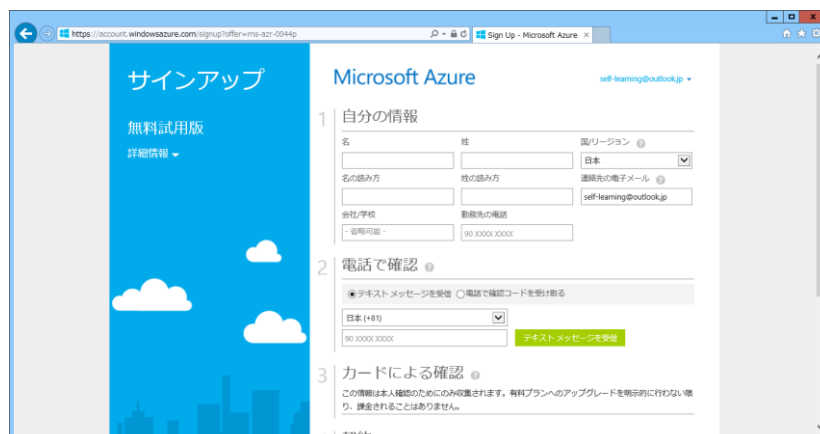 https://account.windowsazure.com/signup?offer=ms-azr-0044p
Sign Up - Microsoft Azure
サインアップ
無料試用版
詳細情報
Microsoft Azure
self-learning@outlook.jp
1 自分の情報
名 姓 国/リージョン
日本
名の読み方 姓の読み方 連絡先の電子メール
self-learning@outlook.jp
会社/学校 勤務先の電話
- 省略可能 - 90 XXXX XXXX
2 電話で確認
テキスト メッセージを受信 電話で確認コードを受け取る
日本 (+81)
90 XXXX XXXX テキスト メッセージを受信
3 カードによる確認
この情報は本人確認のためにのみ収集されます。有料プランへのアップグレードを明示的に行わない限
り、課金されることはありません。